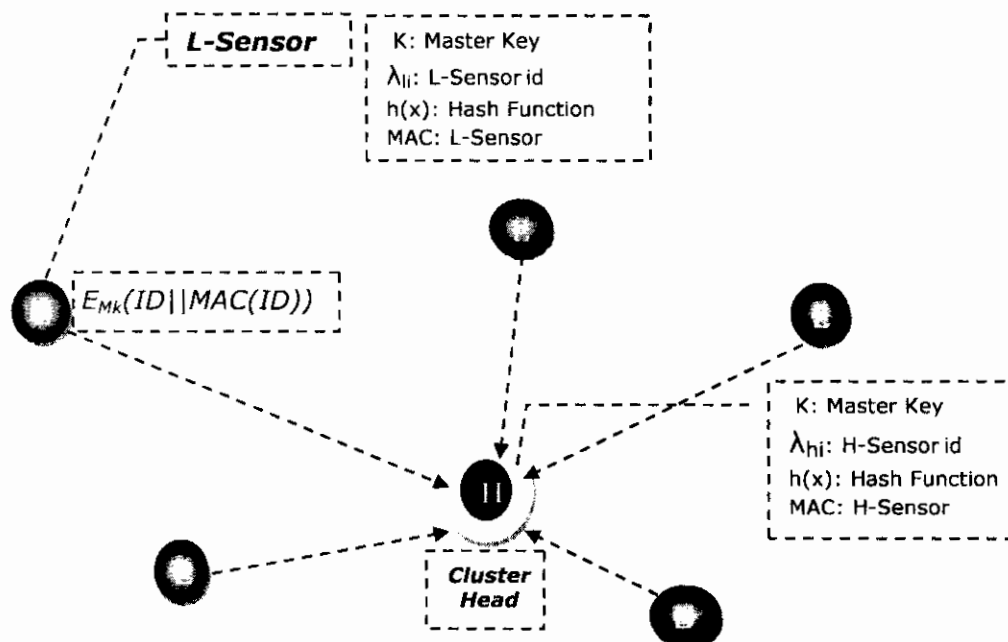 L-Sensor
K: Master Key
λli: L-Sensor id
h(x): Hash Function
MAC: L-Sensor
EMk(ID||MAC(ID))
K: Master Key
λhi: H-Sensor id
h(x): Hash Function
MAC: H-Sensor
H
Cluster
Head